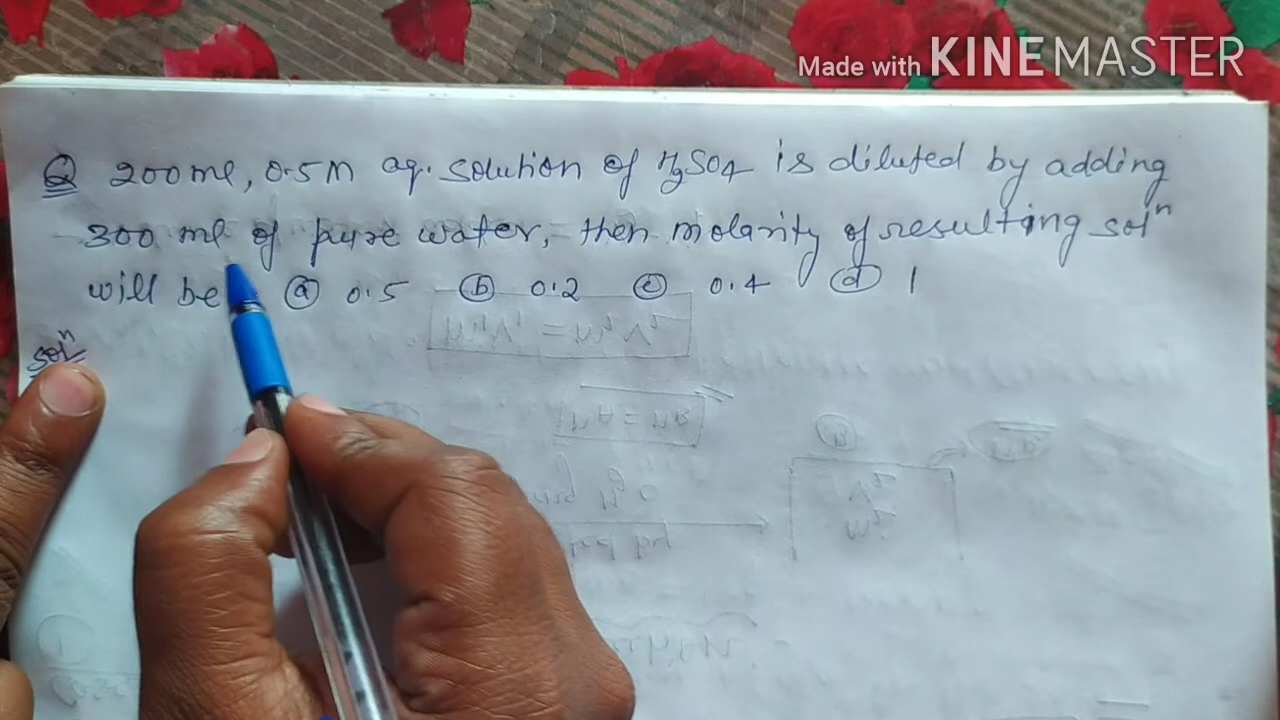 Made with KINEMASTER
Q 200ml, 0.5M aq. solution of H2SO4 is diluted by adding
300 ml of pure water, then molarity of resulting solⁿ
will be (a) 0.5 (b) 0.2 (c) 0.4 (d) 1
Solⁿ